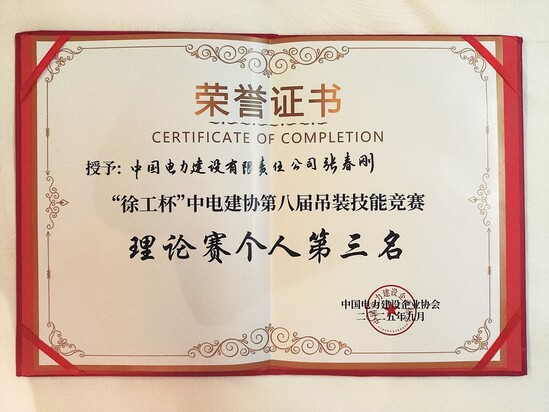 荣誉证书
CERTIFICATE OF COMPLETION
授予：中国电力建设有限责任公司张春刚
“徐工杯”中电建协第八届吊装技能竞赛
理论赛个人第三名
中国电力建设企业协会
二〇二五年九月